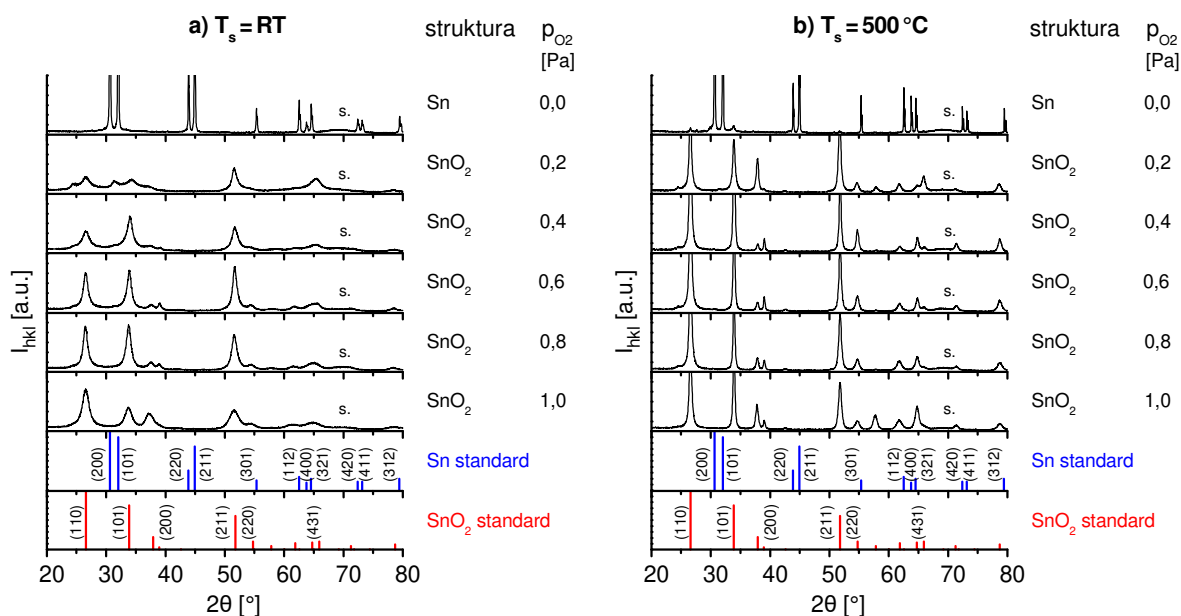 a) Ts = RT
struktura
pO2
[Pa]
Sn
0,0
s.
SnO2
0,2
s.
SnO2
0,4
s.
SnO2
0,6
s.
SnO2
0,8
s.
SnO2
1,0
s.
Ihkl [a.u.]
(200)
(101)
(220)
(211)
(301)
(112)
(400)
(321)
(420)
(411)
(312)
Sn standard
(110)
(101)
(200)
(211)
(220)
(431)
SnO2 standard
20 30 40 50 60 70 80
2θ [°]
b) Ts = 500 °C
struktura
pO2
[Pa]
s.
Sn
0,0
SnO2
0,2
s.
SnO2
0,4
s.
SnO2
0,6
s.
SnO2
0,8
s.
SnO2
1,0
s.
Ihkl [a.u.]
(200)
(101)
(220)
(211)
(301)
(112)
(400)
(321)
(420)
(411)
(312)
Sn standard
(110)
(101)
(200)
(211)
(220)
(431)
SnO2 standard
20 30 40 50 60 70 80
2θ [°]